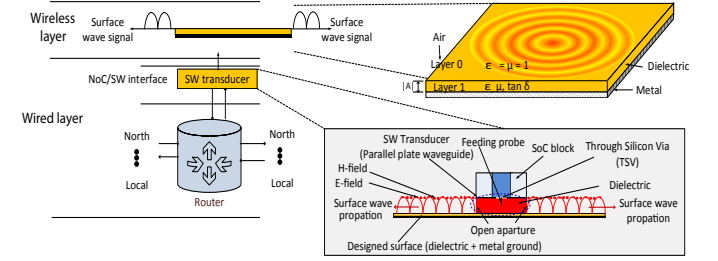 Wireless
layer
Surface
wave signal
Surface
wave signal
Air
Layer 0
ε = μ = 1
|A|
Layer 1
ε μ, tan δ
Dielectric
Metal
NoC/SW interface
SW transducer
Wired layer
North
Local
North
Local
Router
SW Transducer
(Parallel plate waveguide)
Feeding probe
SoC block
Through Silicon Via
(TSV)
H-field
E-field
Dielectric
Surface wave
propation
Surface wave
propation
Open aparture
Designed surface (dielectric + metal ground)